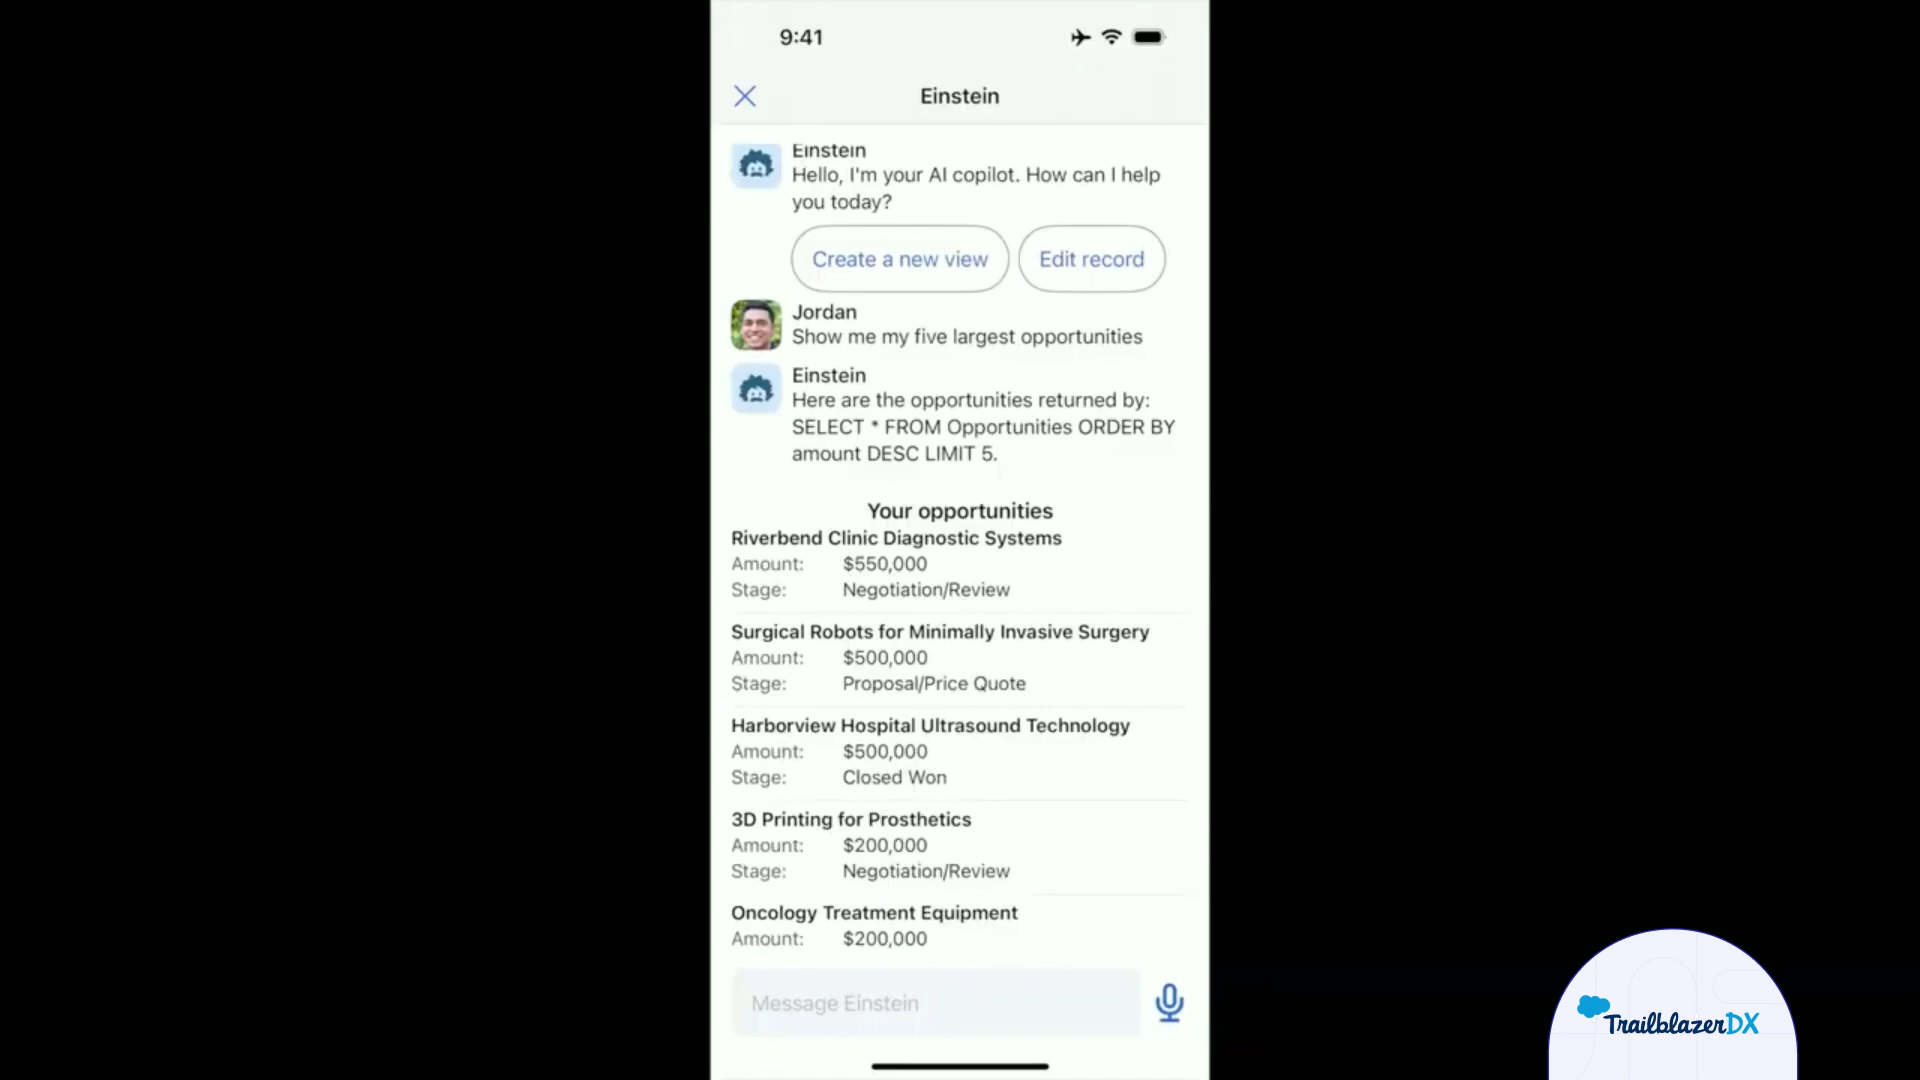 9:41
Einstein
Einstein
Hello, I'm your AI copilot. How can I help
you today?
Create a new view
Edit record
Jordan
Show me my five largest opportunities
Einstein
Here are the opportunities returned by:
SELECT * FROM Opportunities ORDER BY
amount DESC LIMIT 5.
Your opportunities
Riverbend Clinic Diagnostic Systems
Amount: $550,000
Stage: Negotiation/Review
Surgical Robots for Minimally Invasive Surgery
Amount: $500,000
Stage: Proposal/Price Quote
Harborview Hospital Ultrasound Technology
Amount: $500,000
Stage: Closed Won
3D Printing for Prosthetics
Amount: $200,000
Stage: Negotiation/Review
Oncology Treatment Equipment
Amount: $200,000
Message Einstein
TrailblazerDX